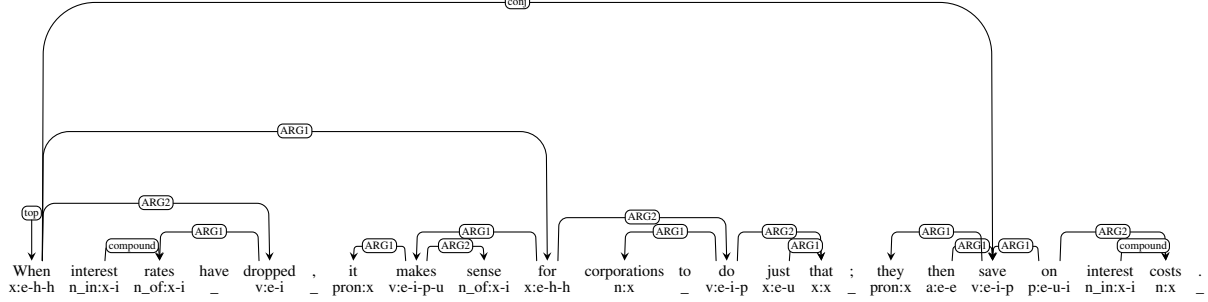 conj
ARG1
top ARG2 ARG2
compound ARG1 ARG1 ARG2 ARG1 ARG1 ARG2 ARG1 ARG1 ARG1 ARG1 ARG2 compound
When interest rates have dropped , it makes sense for corporations to do just that ; they then save on interest costs .
x:e-h-h n_in:x-i n_of:x-i _ v:e-i _ pron:x v:e-i-p-u n_of:x-i x:e-h-h n:x _ v:e-i-p x:e-u x:x _ pron:x a:e-e v:e-i-p p:e-u-i n_in:x-i n:x _